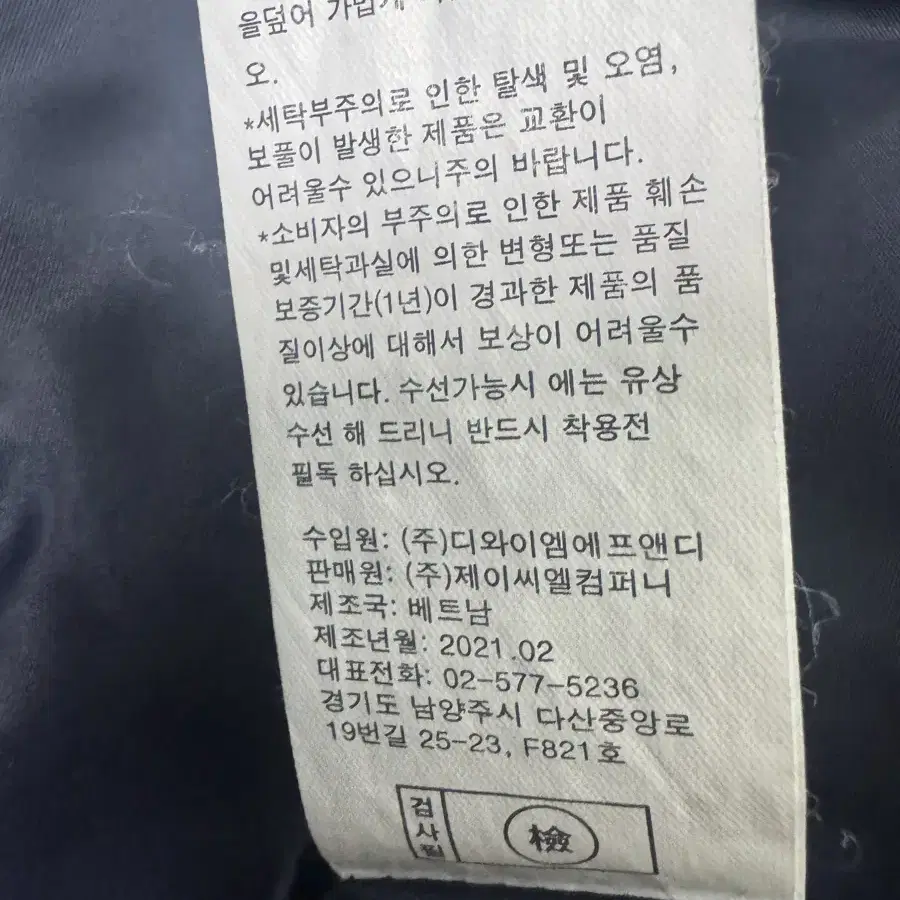 을덮어 가볍게
오.
*세탁부주의로 인한 탈색 및 오염,
보풀이 발생한 제품은 교환이
어려울수 있으니주의 바랍니다.
*소비자의 부주의로 인한 제품 훼손
및세탁과실에 의한 변형또는 품질
보증기간(1년)이 경과한 제품의 품
질이상에 대해서 보상이 어려울수
있습니다. 수선가능시 에는 유상
수선 해 드리니 반드시 착용전
필독 하십시오.
수입원: (주)디와이엠에프앤디
판매원: (주)제이씨엘컴퍼니
제조국: 베트남
제조년월: 2021.02
대표전화: 02-577-5236
경기도 남양주시 다산중앙로
19번길 25-23, F821호
검사필
檢